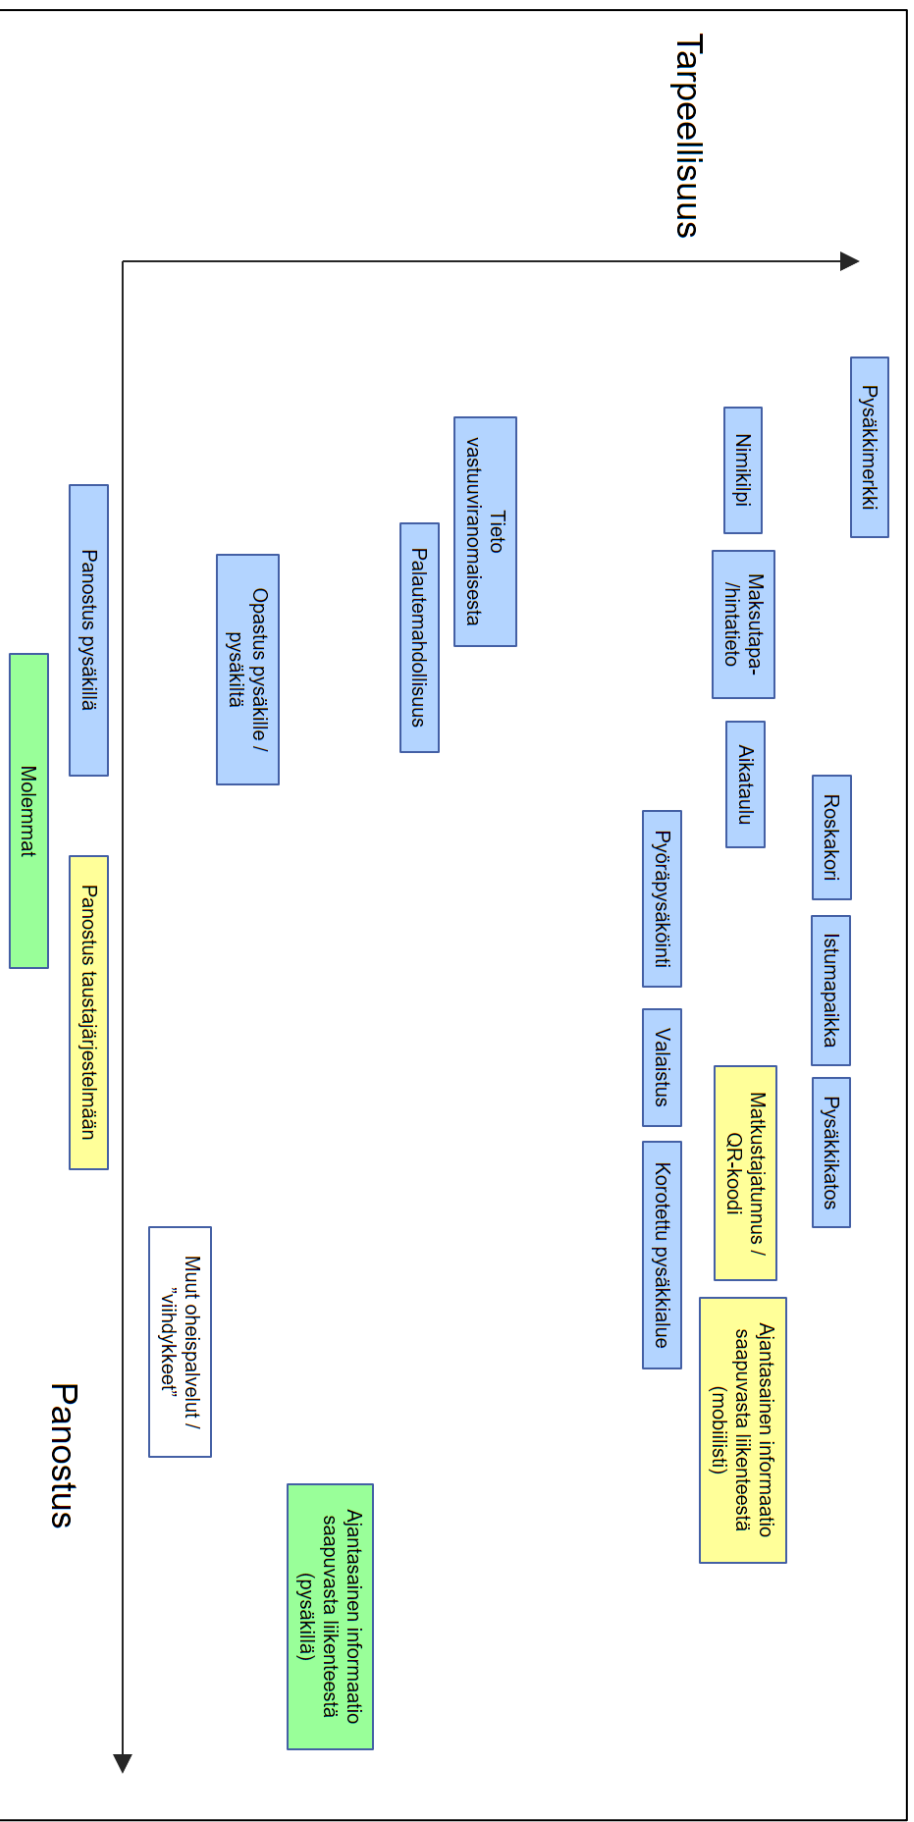 Tarpeellisuus
Pysäkkimerkki
Roskakori
Istumapaikka
Pysäkkikatos
Nimikilpi
Maksutapa-
/hintatieto
Aikataulu
Matkustajatunnus /
QR-koodi
Ajantasainen informaatio
saapuvasta liikenteestä
(mobiilisti)
Pyöräpysäköinti
Valaistus
Korotettu pysäkkialue
Tieto
vastuuviranomaisesta
Palautemahdollisuus
Ajantasainen informaatio
saapuvasta liikenteestä
(pysäkillä)
Opastus pysäkille /
pysäkiltä
Muut oheispalvelut /
”viihdykkeet”
Panostus pysäkillä
Panostus taustajärjestelmään
Panostus
Molemmat